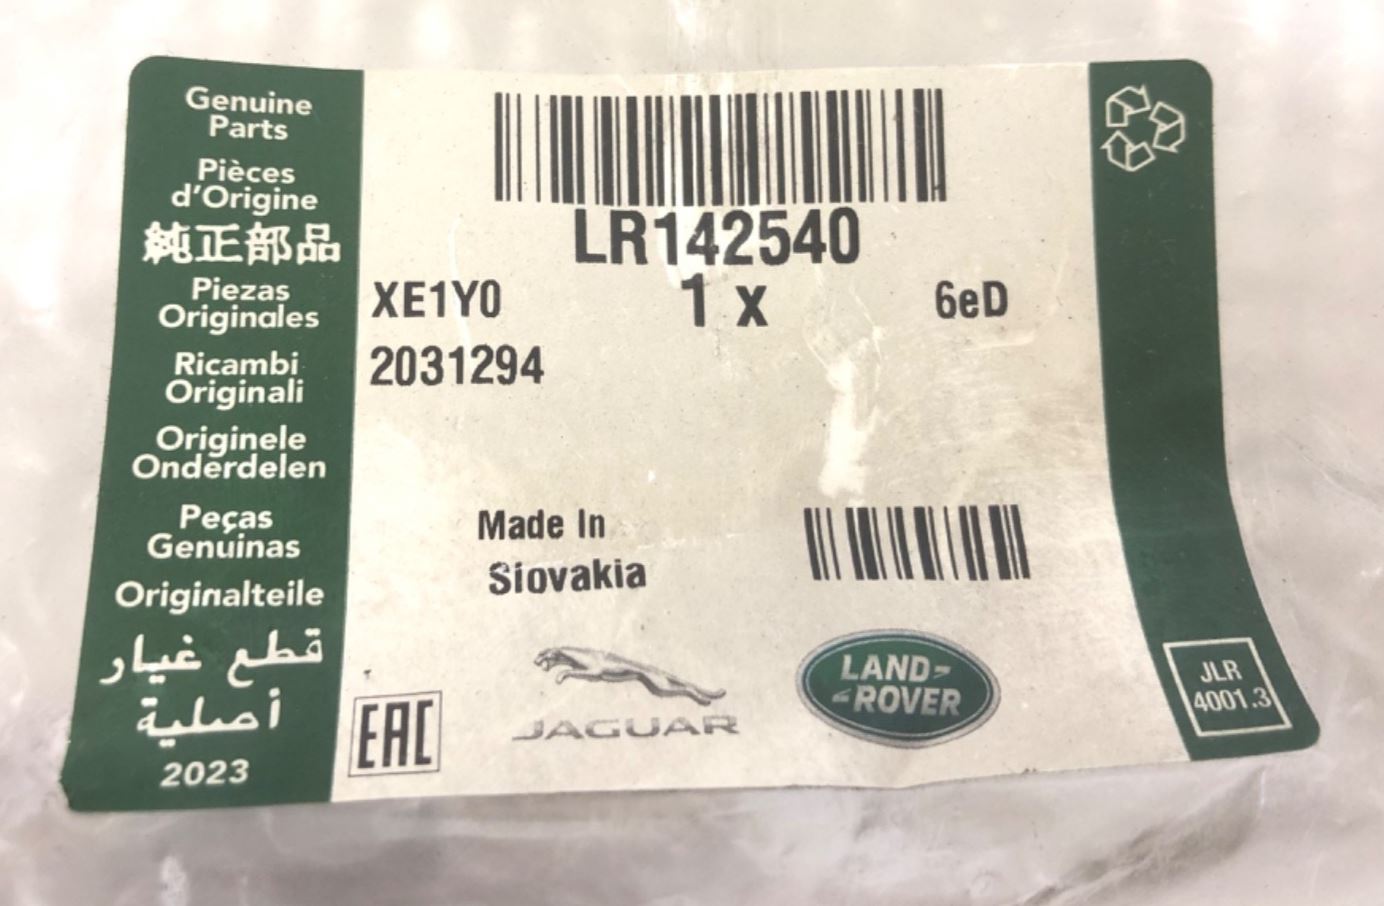 Genuine
Parts
Pièces
d'Origine
純正部品
Piezas
Originales
Ricambi
Originali
Originele
Onderdelen
Peças
Genuínas
Originalteile
قطع غيار
أصلية
2023
LR142540
XE1Y0 1 x 6eD
2031294
Made In
Slovakia
EAC
JAGUAR
LAND-
-ROVER
JLR
4001.3